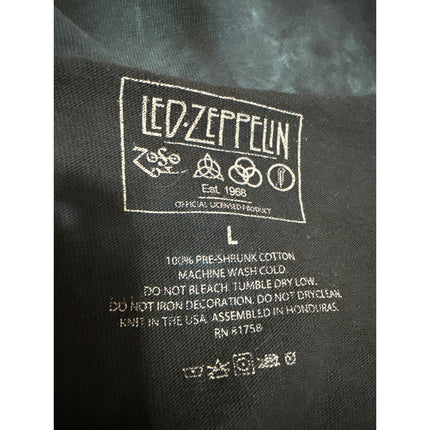 LED·ZEPPELIN
ZOSO
Est. 1968
OFFICIAL LICENSED PRODUCT
L
100% PRE-SHRUNK COTTON
MACHINE WASH COLD.
DO NOT BLEACH. TUMBLE DRY LOW.
DO NOT IRON DECORATION. DO NOT DRYCLEAN.
KNIT IN THE USA. ASSEMBLED IN HONDURAS.
RN 81758